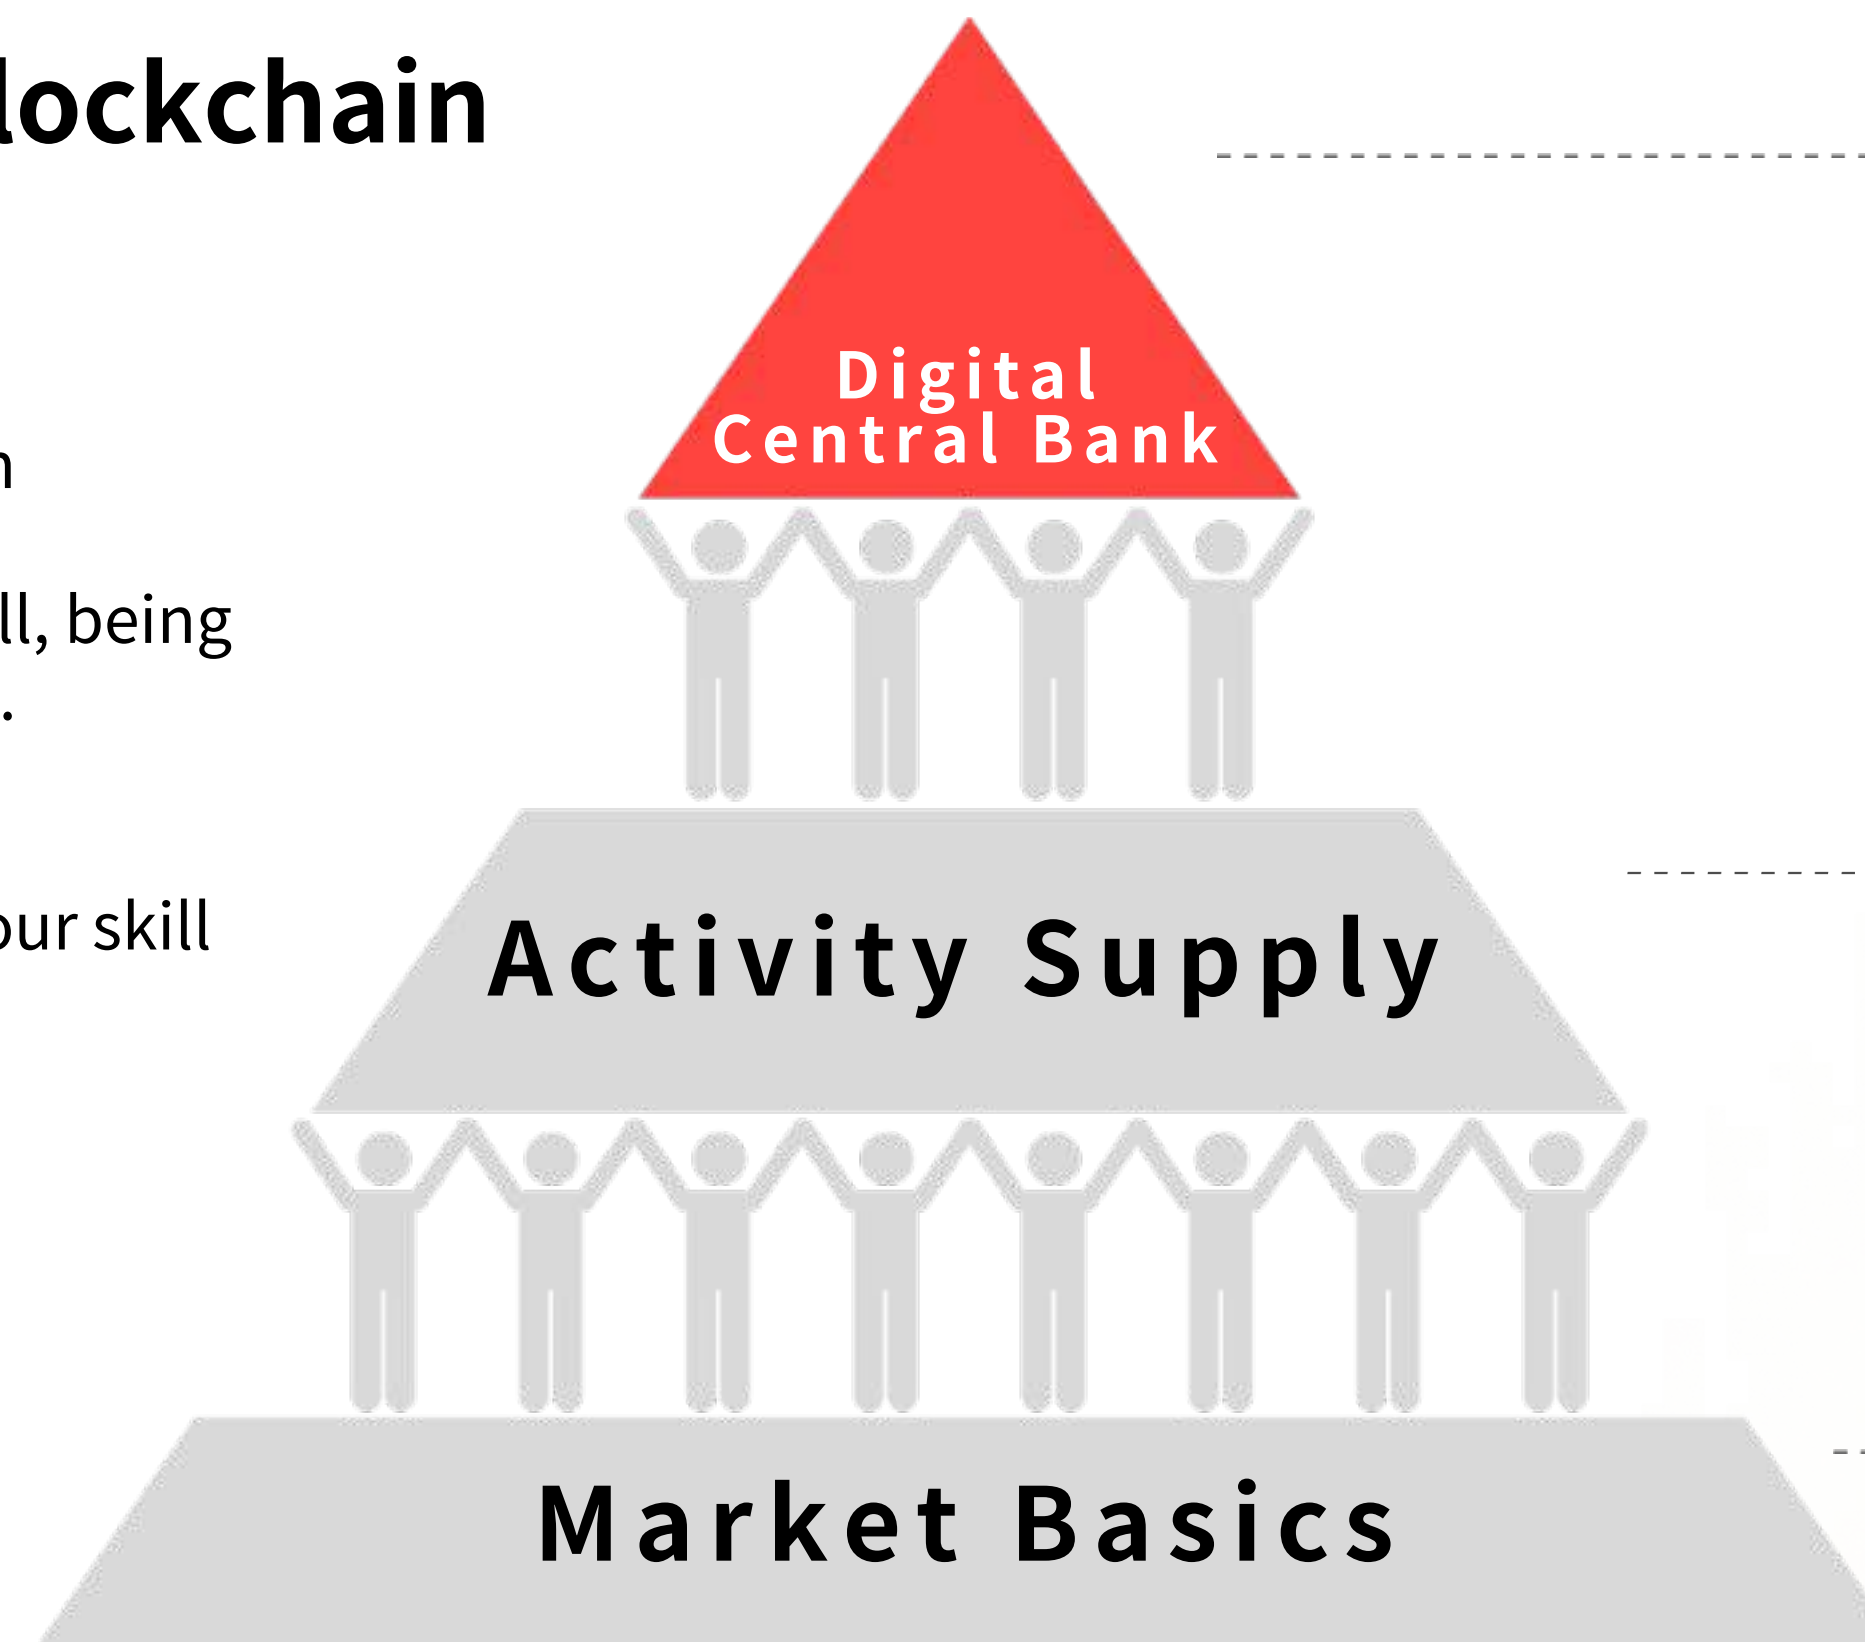 lockchain
Digital
Central Bank
n
ll, being
.
our skill
Activity Supply
Market Basics